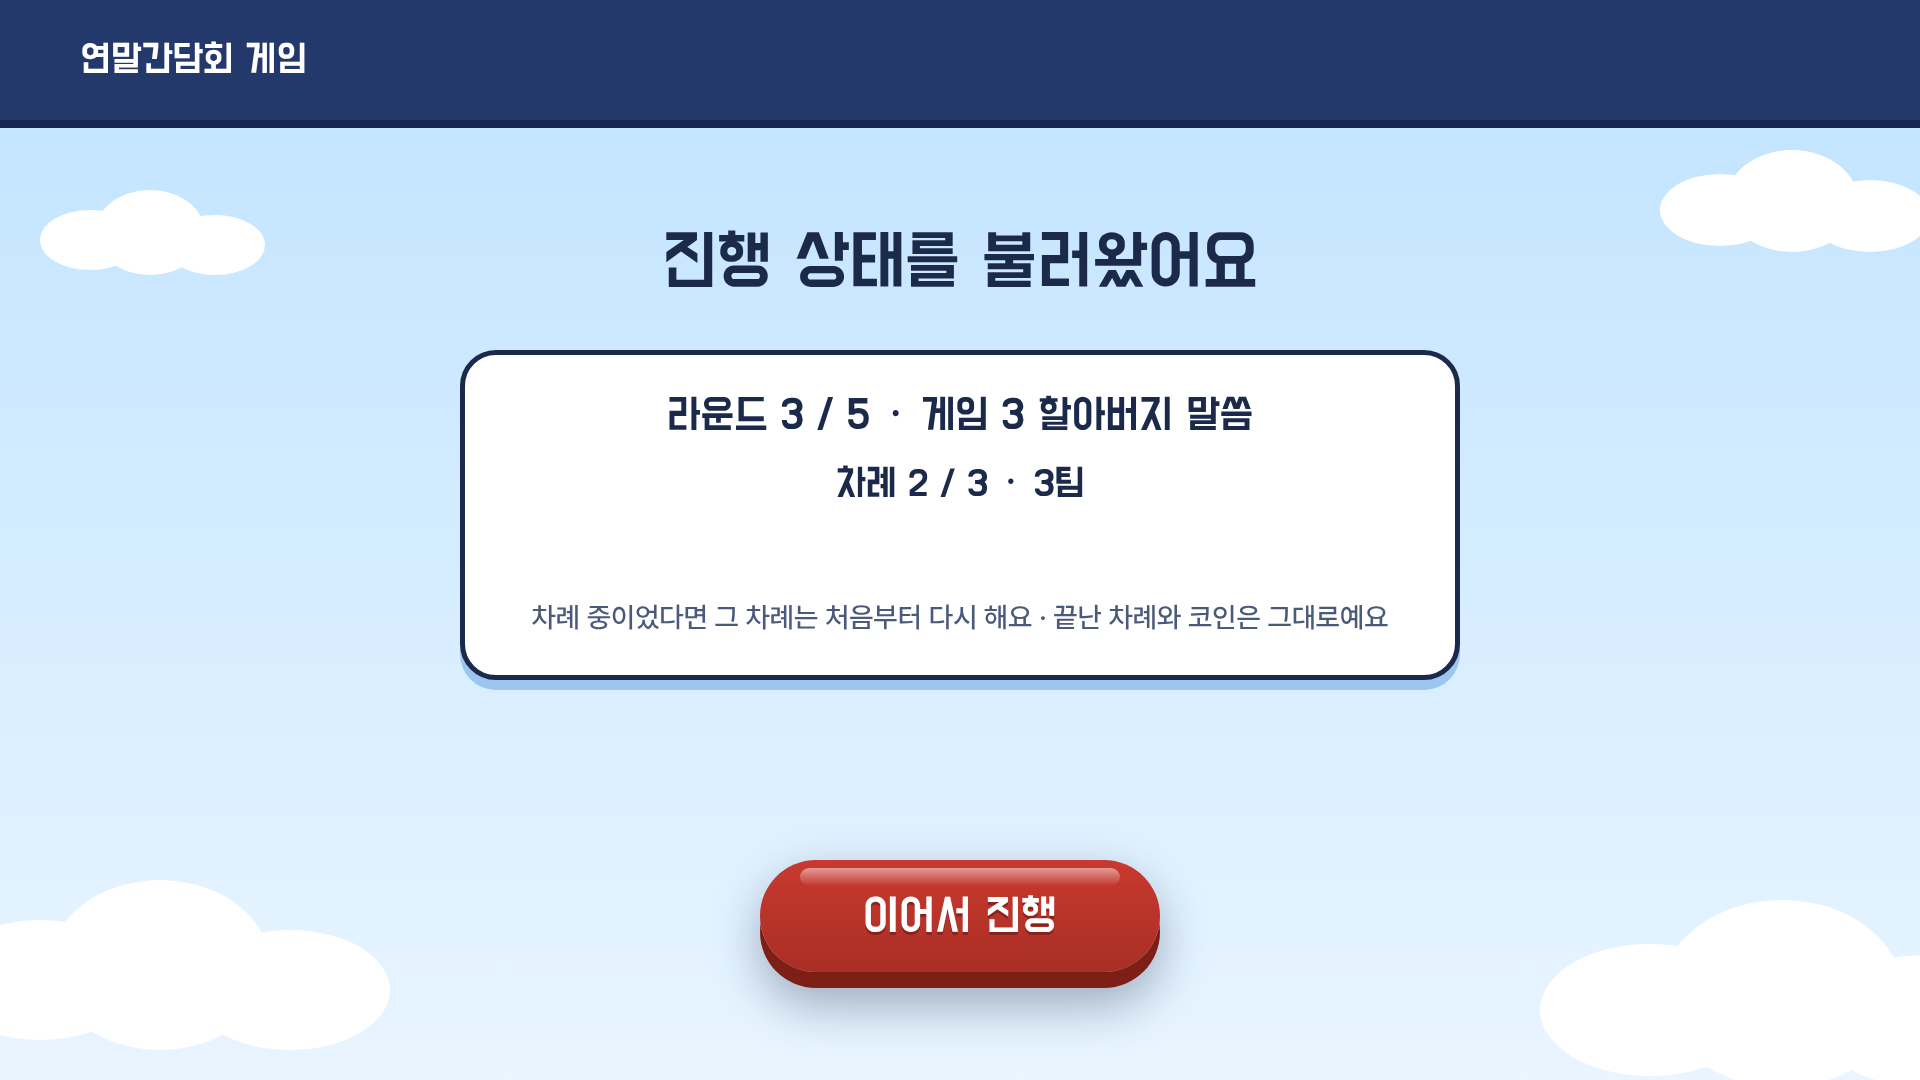 연말간담회 게임
진행 상태를 불러왔어요
라운드 3 / 5 · 게임 3 할아버지 말씀
차례 2 / 3 · 3팀
차례 중이었다면 그 차례는 처음부터 다시 해요 · 끝난 차례와 코인은 그대로예요
이어서 진행